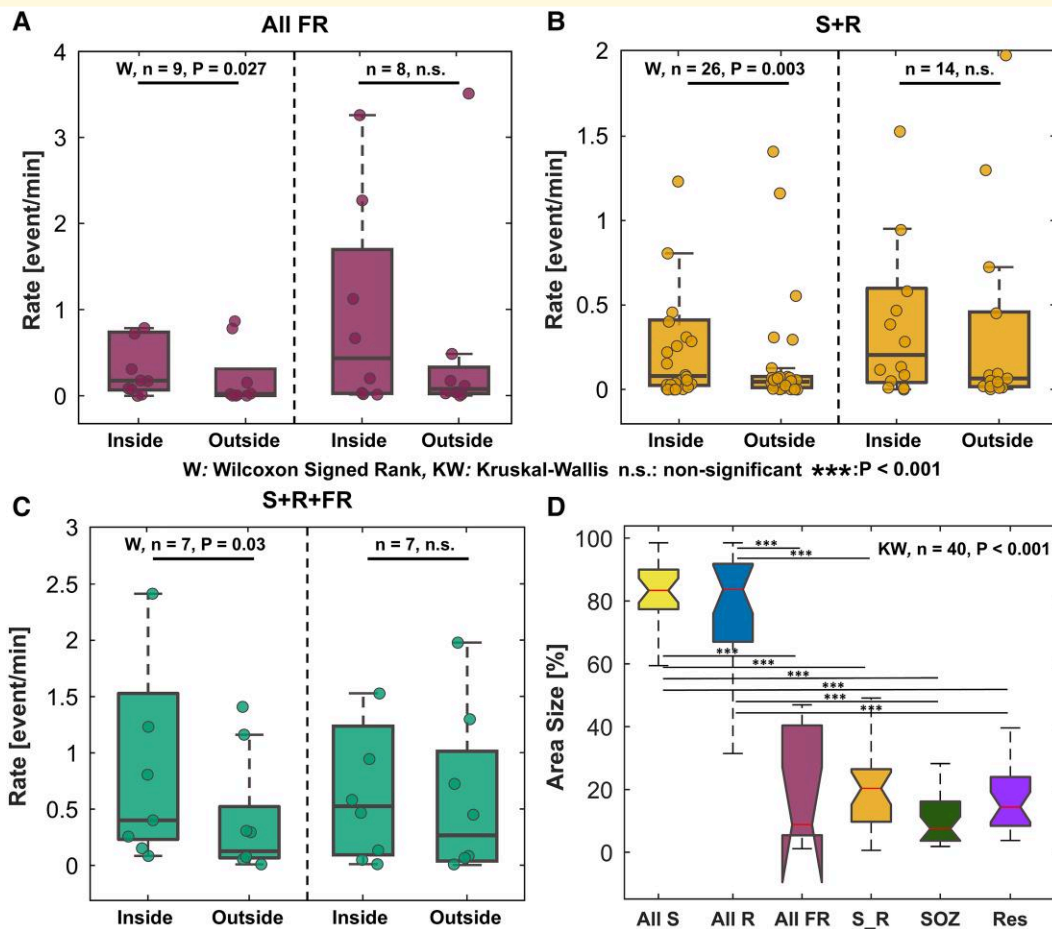 A
All FR
B
S+R
4
3
2
1
0
Rate [event/min]
W, n = 9, P = 0.027
n = 8, n.s.
Inside Outside Inside Outside
2
1.5
1
0.5
0
Rate [event/min]
W, n = 26, P = 0.003
n = 14, n.s.
Inside Outside Inside Outside
W: Wilcoxon Signed Rank, KW: Kruskal-Wallis n.s.: non-significant ***:P < 0.001
C
S+R+FR
D
3
2.5
2
1.5
1
0.5
0
Rate [event/min]
W, n = 7, P = 0.03
n = 7, n.s.
Inside Outside Inside Outside
100
80
60
40
20
0
Area Size [%]
KW, n = 40, P < 0.001
***
***
***
***
***
***
***
***
All S All R All FR S_R SOZ Res